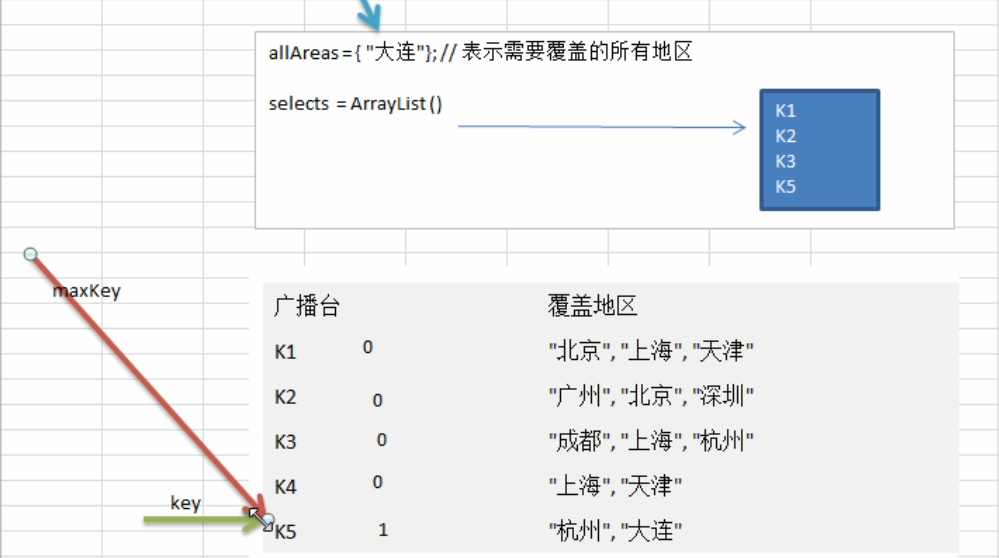 allAreas = { "大连"}; // 表示需要覆盖的所有地区
selects = ArrayList ()
K1
K2
K3
K5
maxKey
广播台 覆盖地区
K1 0 "北京", "上海", "天津"
K2 0 "广州", "北京", "深圳"
K3 0 "成都", "上海", "杭州"
K4 0 "上海", "天津"
key
K5 1 "杭州", "大连"